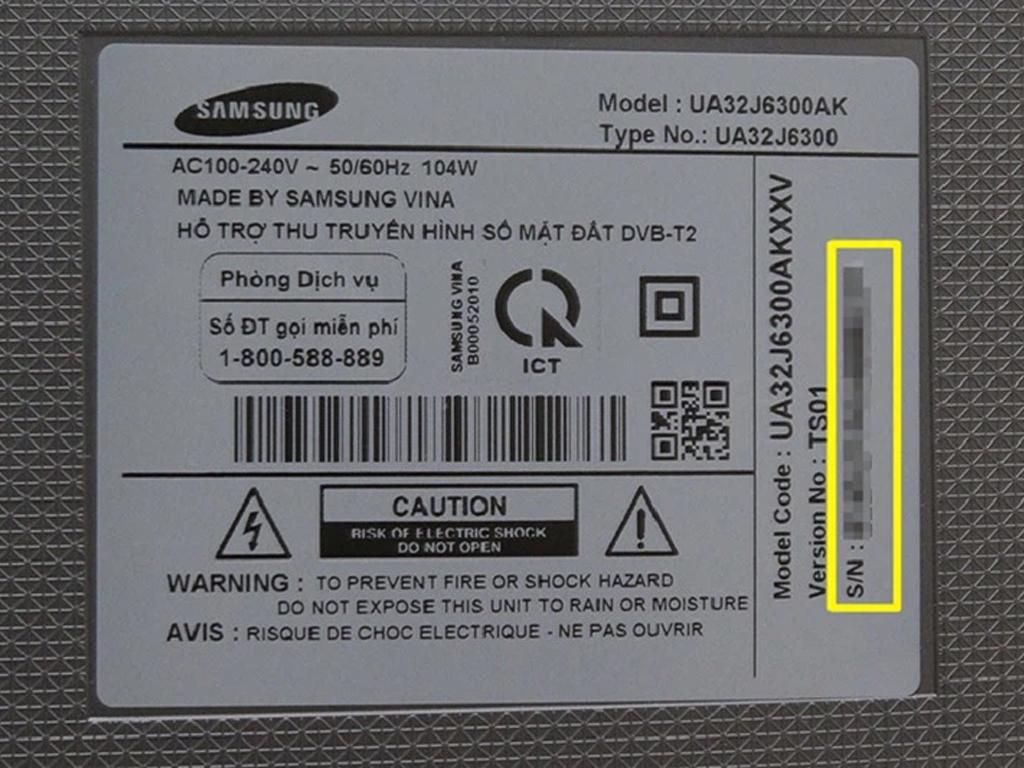 SAMSUNG
Model : UA32J6300AK
Type No.: UA32J6300
AC100-240V ~ 50/60Hz 104W
MADE BY SAMSUNG VINA
HỖ TRỢ THU TRUYỀN HÌNH SỐ MẶT ĐẤT DVB-T2
Phòng Dịch vụ
Số ĐT gọi miễn phí
1-800-588-889
SAMSUNG VINA
B00052010
ICT
CAUTION
RISK OF ELECTRIC SHOCK
DO NOT OPEN
WARNING : TO PREVENT FIRE OR SHOCK HAZARD
DO NOT EXPOSE THIS UNIT TO RAIN OR MOISTURE
AVIS : RISQUE DE CHOC ELECTRIQUE - NE PAS OUVRIR
Model Code : UA32J6300AKXXV
Version No : TS01
S/N :